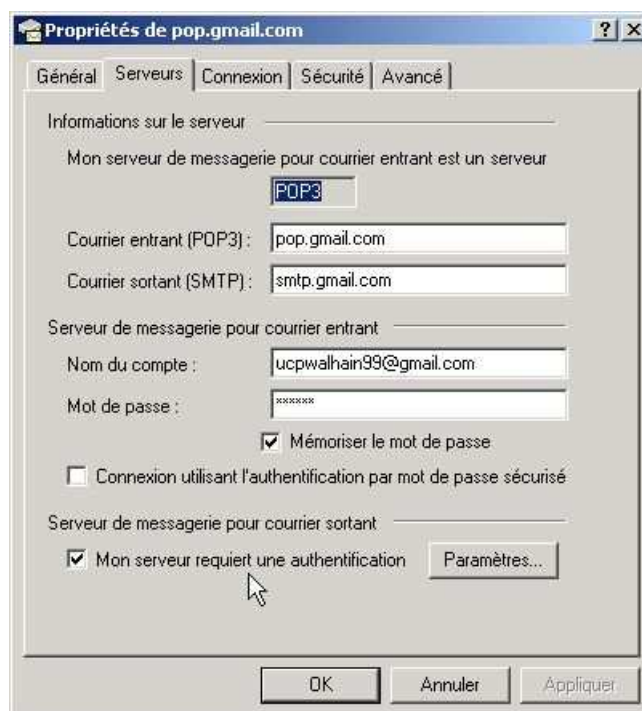 Propriétés de pop.gmail.com
Général Serveurs Connexion Sécurité Avancé
Informations sur le serveur
Mon serveur de messagerie pour courrier entrant est un serveur
POP3
Courrier entrant (POP3) : pop.gmail.com
Courrier sortant (SMTP) : smtp.gmail.com
Serveur de messagerie pour courrier entrant
Nom du compte : ucpwalhain99@gmail.com
Mot de passe : ******
Mémoriser le mot de passe
Connexion utilisant l'authentification par mot de passe sécurisé
Serveur de messagerie pour courrier sortant
Mon serveur requiert une authentification Paramètres...
OK Annuler Appliquer